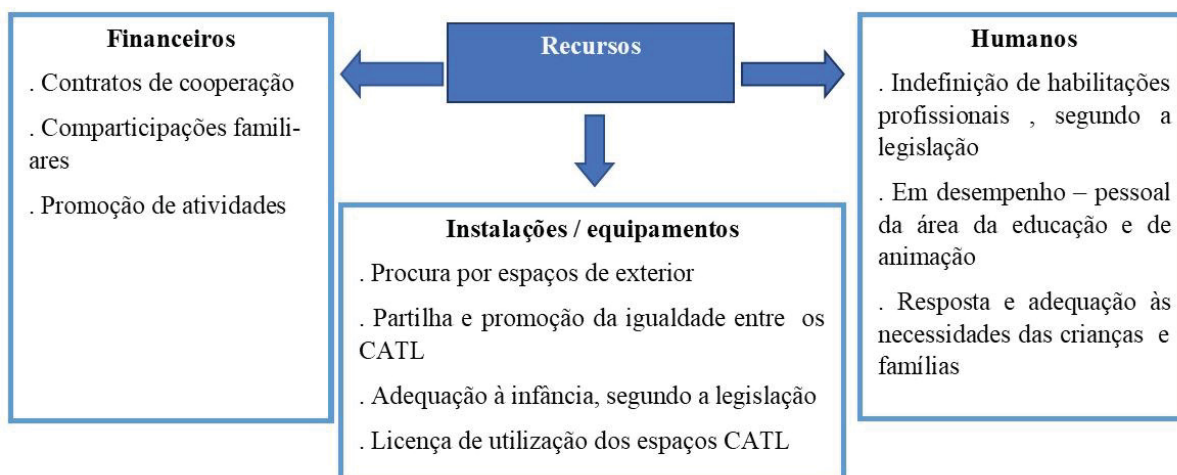 Recursos
Financeiros
. Contratos de cooperação
. Comparticipações famili-
ares
. Promoção de atividades
Instalações / equipamentos
. Procura por espaços de exterior
. Partilha e promoção da igualdade entre os
CATL
. Adequação à infância, segundo a legislação
. Licença de utilização dos espaços CATL
Humanos
. Indefinição de habilitações
profissionais , segundo a
legislação
. Em desempenho – pessoal
da área da educação e de
animação
. Resposta e adequação às
necessidades das crianças e
famílias